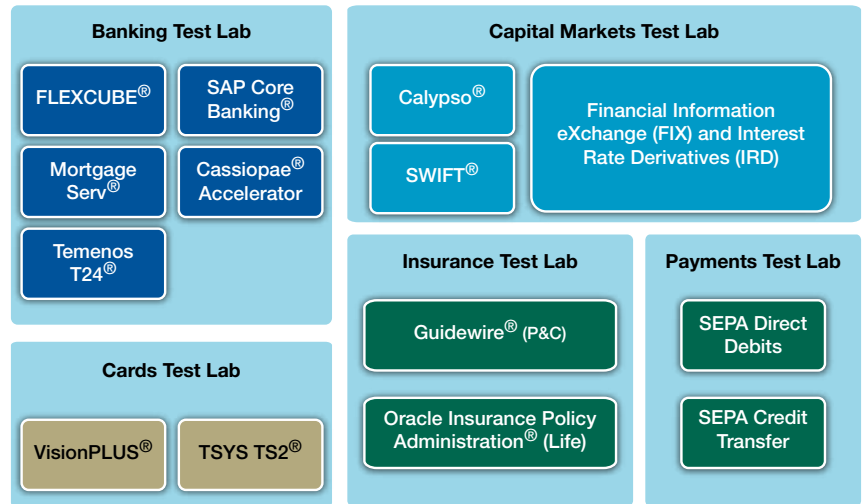 Banking Test Lab
FLEXCUBE®
SAP Core
Banking®
Mortgage
Serv®
Cassiopae®
Accelerator
Temenos
T24®
Capital Markets Test Lab
Calypso®
SWIFT®
Financial Information
eXchange (FIX) and Interest
Rate Derivatives (IRD)
Cards Test Lab
VisionPLUS®
TSYS TS2®
Insurance Test Lab
Guidewire® (P&C)
Oracle Insurance Policy
Administration® (Life)
Payments Test Lab
SEPA Direct
Debits
SEPA Credit
Transfer